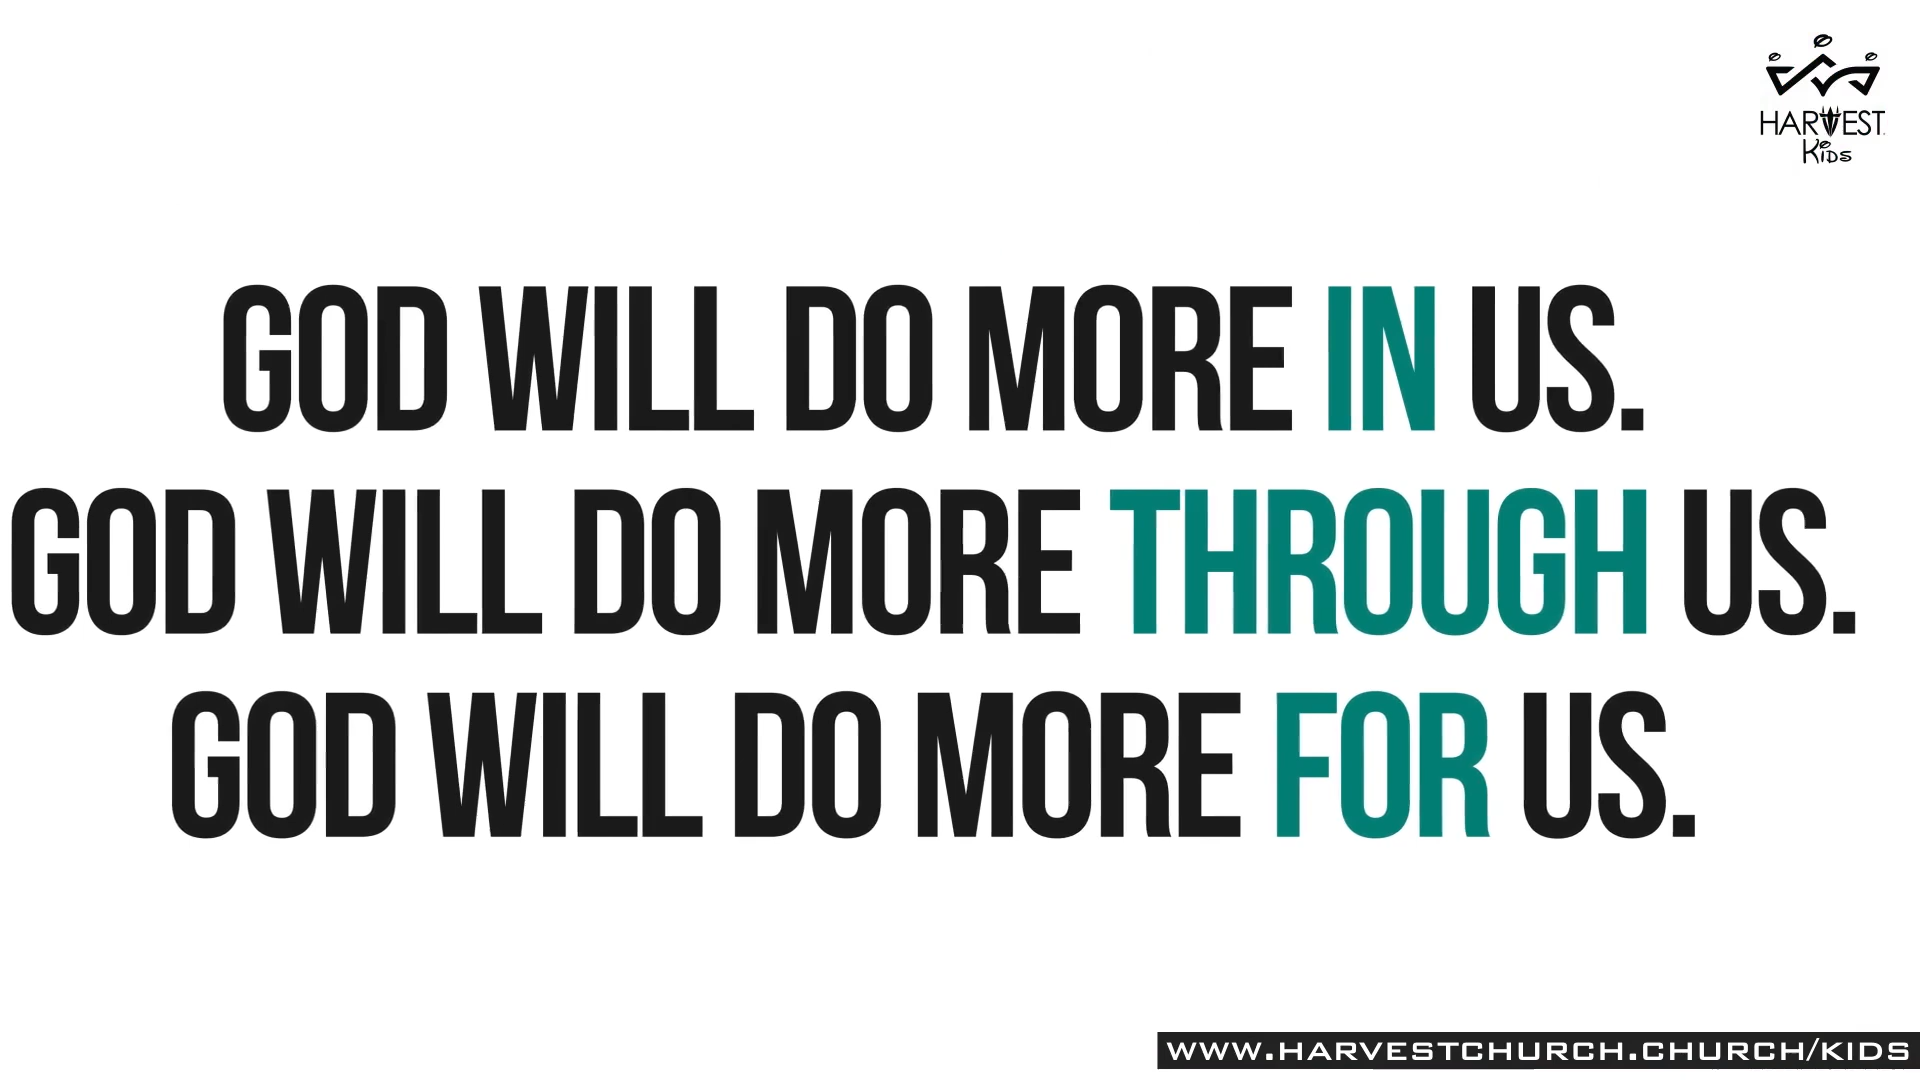 HARVEST
KIDS
GOD WILL DO MORE IN US.
GOD WILL DO MORE THROUGH US.
GOD WILL DO MORE FOR US.
WWW.HARVESTCHURCH.CHURCH/KIDS